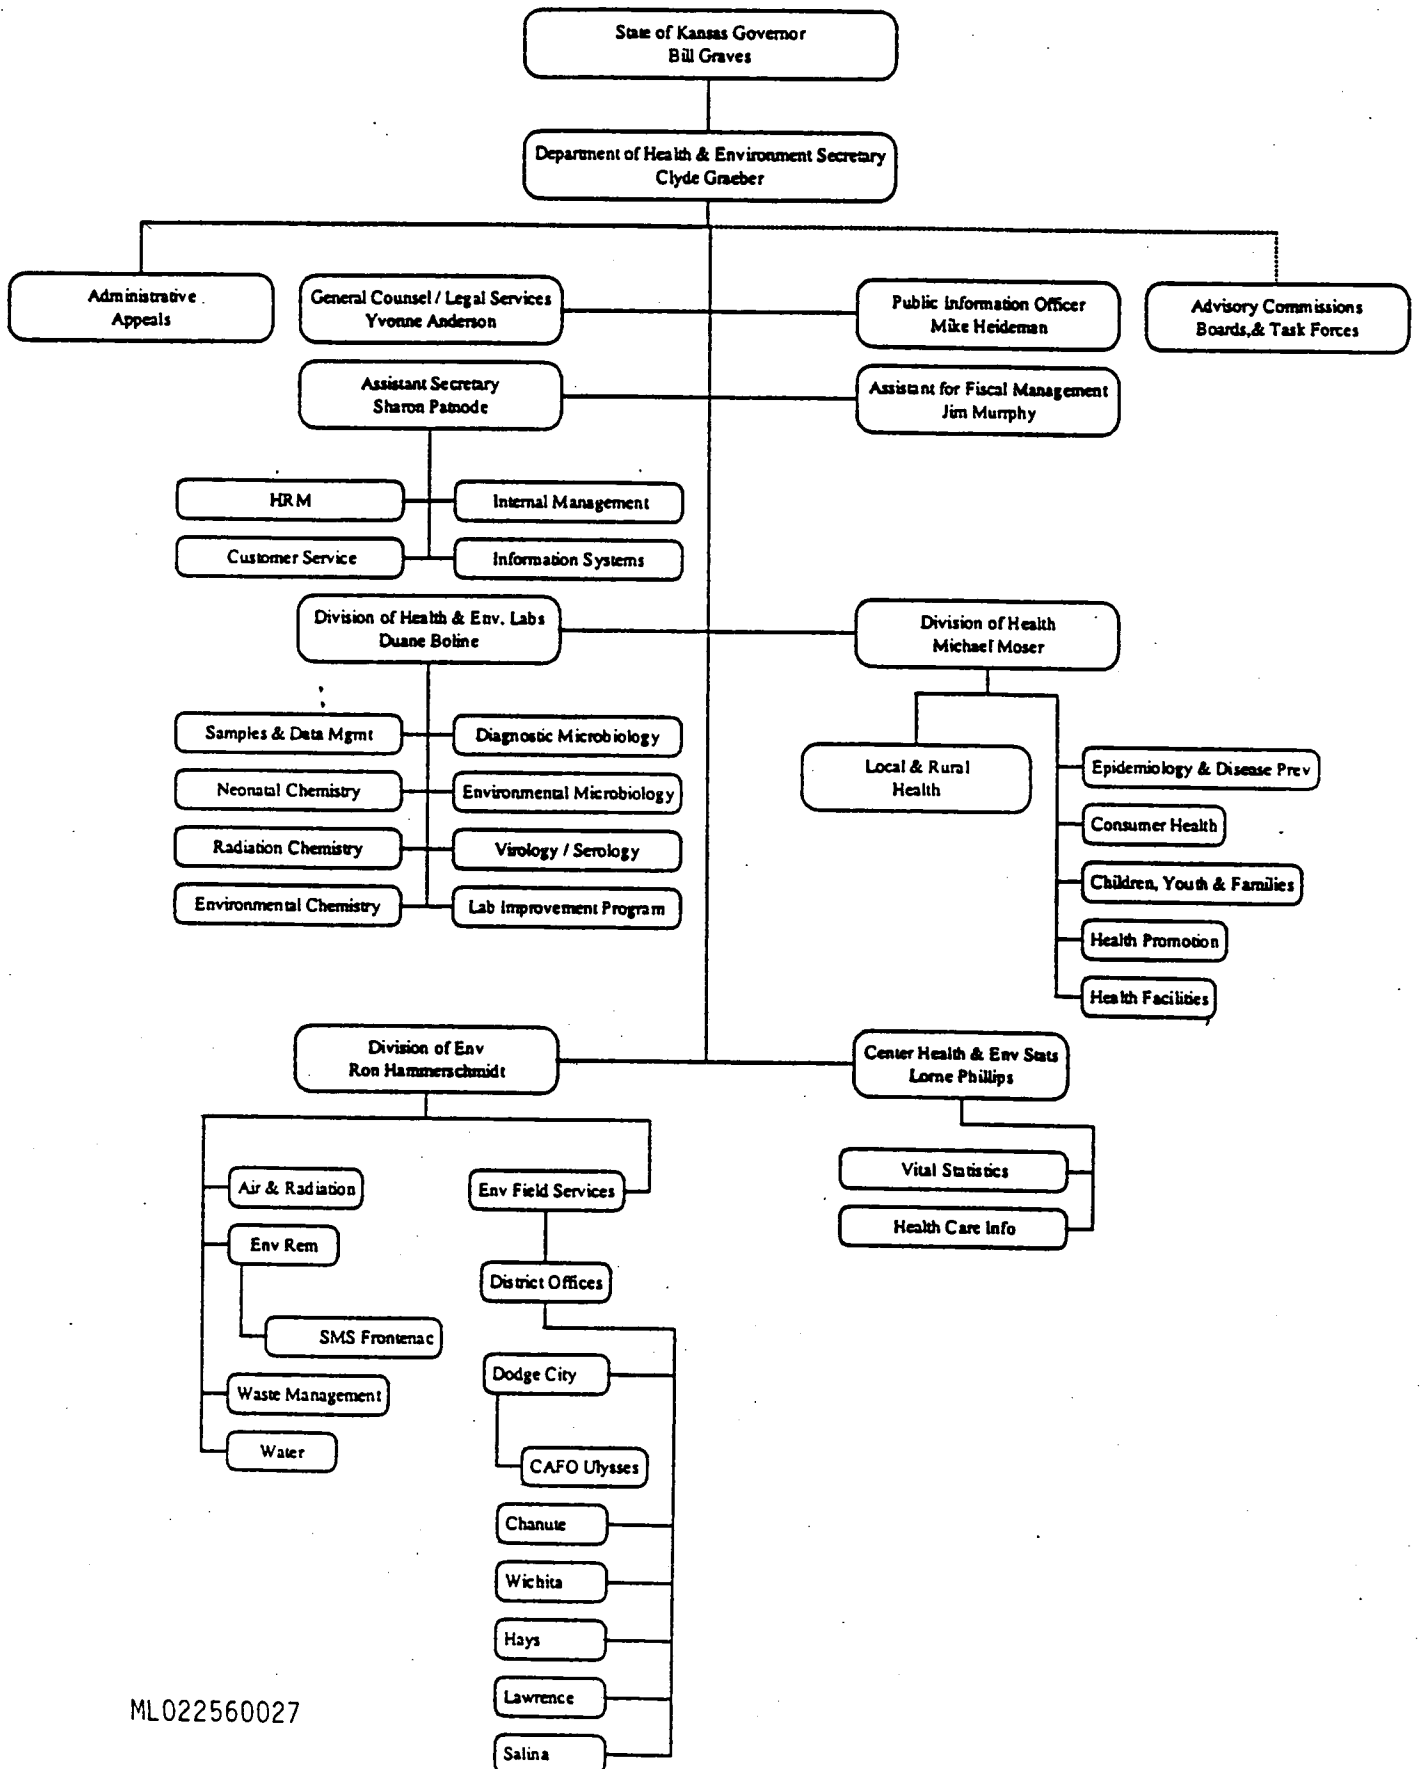 State of Kansas Governor
Bill Graves
Department of Health & Environment Secretary
Clyde Graeber
Administrative
Appeals
General Counsel / Legal Services
Yvonne Anderson
Public Information Officer
Mike Heideman
Advisory Commissions
Boards,& Task Forces
Assistant Secretary
Sharon Patnode
Assistant for Fiscal Management
Jim Murphy
HRM
Internal Management
Customer Service
Information Systems
Division of Health & Env. Labs
Duane Boline
Division of Health
Michael Moser
Samples & Data Mgmt
Diagnostic Microbiology
Neonatal Chemistry
Environmental Microbiology
Radiation Chemistry
Virology / Serology
Environmental Chemistry
Lab Improvement Program
Local & Rural
Health
Epidemiology & Disease Prev
Consumer Health
Children, Youth & Families
Health Promotion
Health Facilities
Division of Env
Ron Hammerschmidt
Center Health & Env Stats
Lorne Phillips
Air & Radiation
Env Rem
SMS Frontenac
Waste Management
Water
Env Field Services
District Offices
Dodge City
CAFO Ulysses
Chanute
Wichita
Hays
Lawrence
Salina
Vital Statistics
Health Care Info
ML022560027